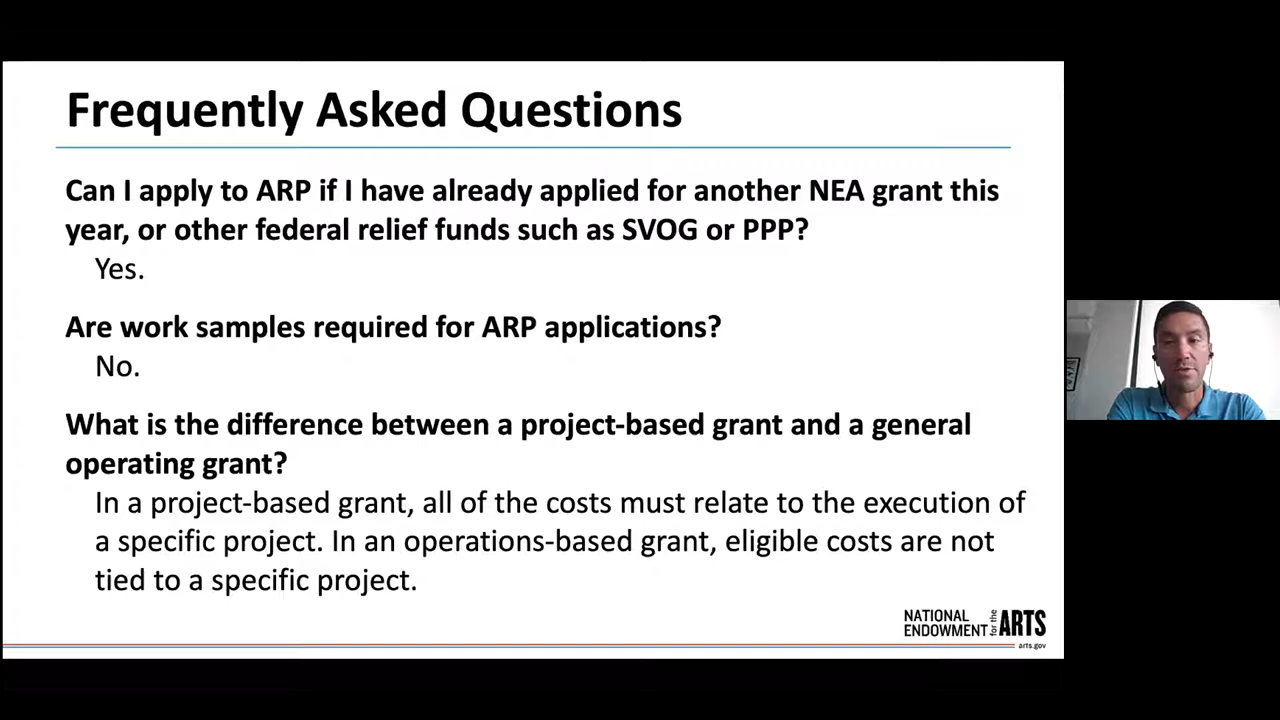 Frequently Asked Questions
Can I apply to ARP if I have already applied for another NEA grant this
year, or other federal relief funds such as SVOG or PPP?
Yes.
Are work samples required for ARP applications?
No.
What is the difference between a project-based grant and a general
operating grant?
In a project-based grant, all of the costs must relate to the execution of
a specific project. In an operations-based grant, eligible costs are not
tied to a specific project.
NATIONAL
ENDOWMENT for the ARTS
arts.gov